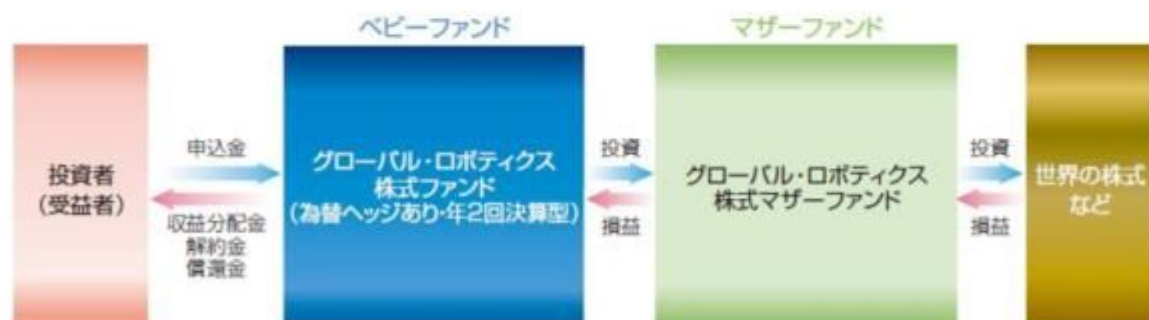 ベビーファンド
マザーファンド
投資者
(受益者)
申込金
収益分配金
解約金
償還金
グローバル・ロボティクス
株式ファンド
(為替ヘッジあり・年2回決算型)
投資
損益
グローバル・ロボティクス
株式マザーファンド
投資
損益
世界の株式
など